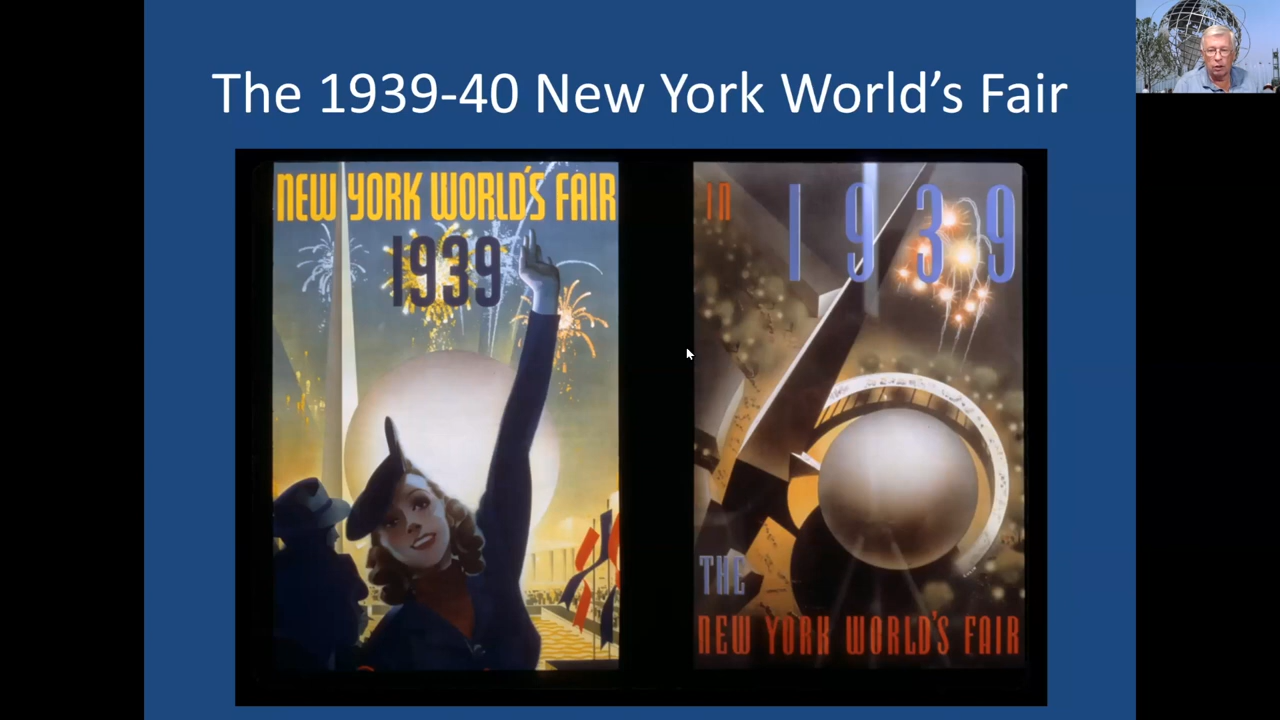 The 1939-40 New York World’s Fair
NEW YORK WORLD'S FAIR
1939
IN 1939
THE
NEW YORK WORLD'S FAIR